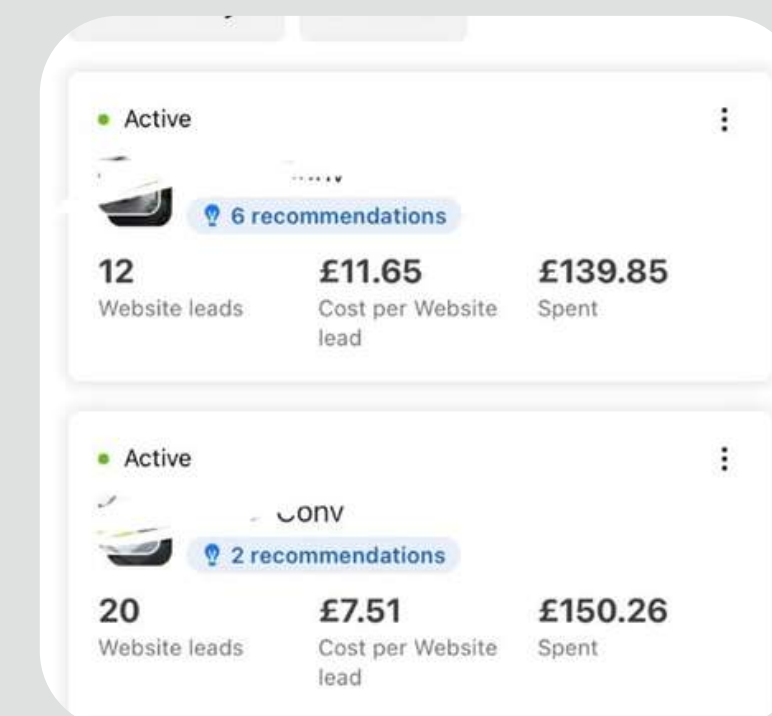 Active
6 recommendations
12 £11.65 £139.85
Website leads Cost per Website Spent
lead
Active
2 recommendations
20 £7.51 £150.26
Website leads Cost per Website Spent
lead